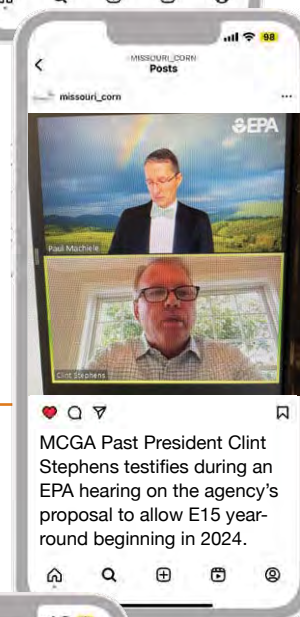 98
MISSOURI_CORN
Posts
missouri_corn
EPA
Paul Machiele
Clint Stephens
MCGA Past President Clint
Stephens testifies during an
EPA hearing on the agency's
proposal to allow E15 year-
round beginning in 2024.